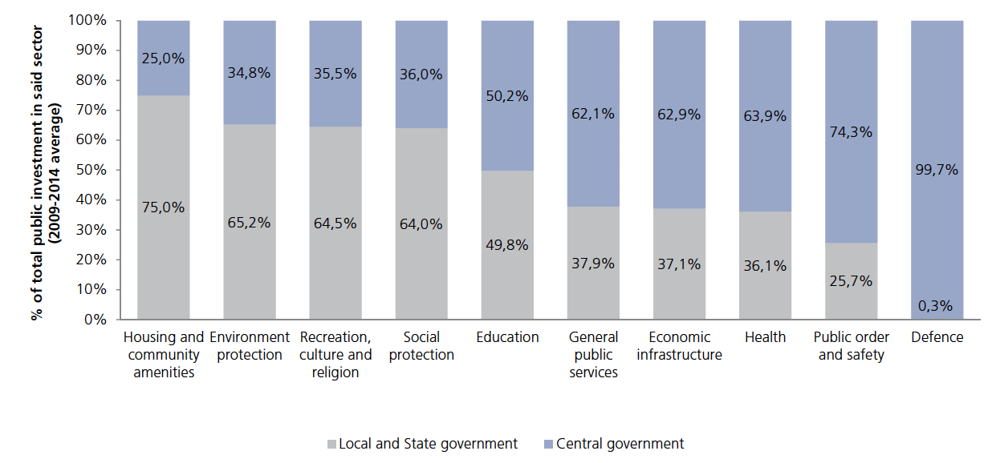 % of total public investment in said sector
(2009-2014 average)
100%
90%
80%
70%
60%
50%
40%
30%
20%
10%
0%
25,0%
34,8%
35,5%
36,0%
50,2%
62,1%
62,9%
63,9%
74,3%
99,7%
75,0%
65,2%
64,5%
64,0%
49,8%
37,9%
37,1%
36,1%
25,7%
0,3%
Housing and
community
amenities
Environment
protection
Recreation,
culture and
religion
Social
protection
Education
General
public
services
Economic
infrastructure
Health
Public order
and safety
Defence
Local and State government
Central government